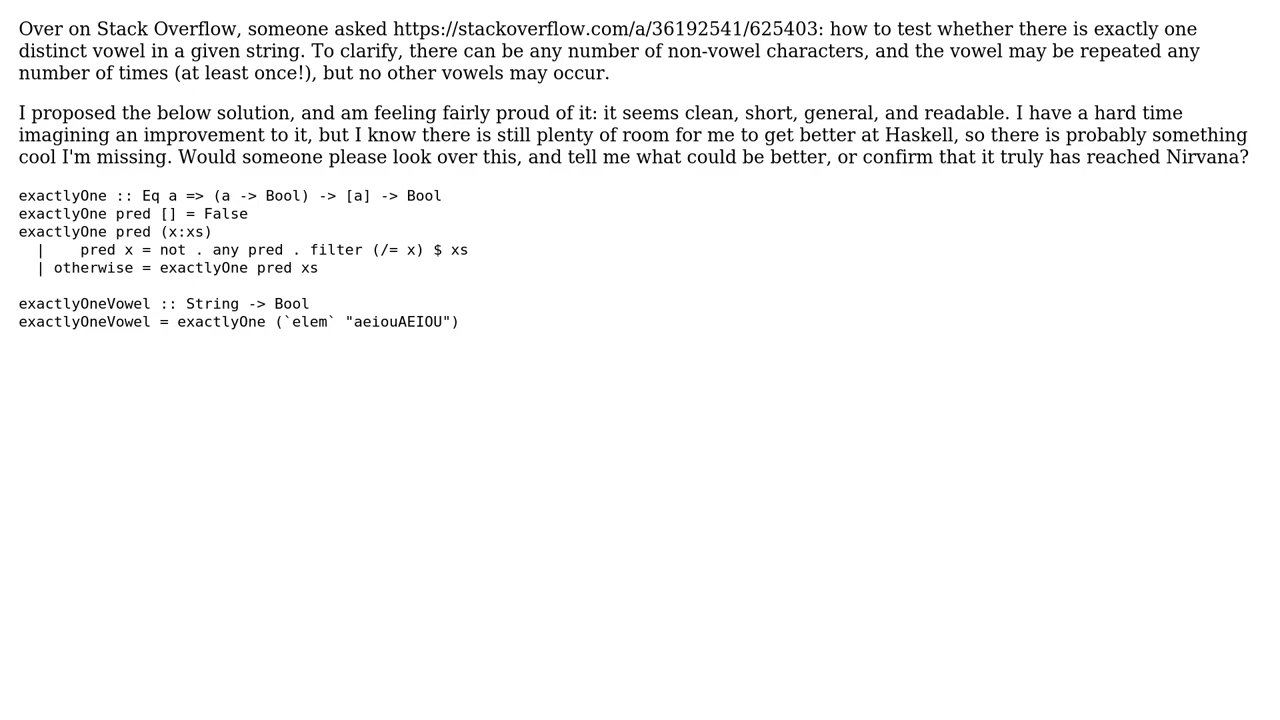 Over on Stack Overflow, someone asked https://stackoverflow.com/a/36192541/625403: how to test whether there is exactly one
distinct vowel in a given string. To clarify, there can be any number of non-vowel characters, and the vowel may be repeated any
number of times (at least once!), but no other vowels may occur.
I proposed the below solution, and am feeling fairly proud of it: it seems clean, short, general, and readable. I have a hard time
imagining an improvement to it, but I know there is still plenty of room for me to get better at Haskell, so there is probably something
cool I'm missing. Would someone please look over this, and tell me what could be better, or confirm that it truly has reached Nirvana?
exactlyOne :: Eq a => (a -> Bool) -> [a] -> Bool
exactlyOne pred [] = False
exactlyOne pred (x:xs)
  |    pred x = not . any pred . filter (/= x) $ xs
  | otherwise = exactlyOne pred xs
exactlyOneVowel :: String -> Bool
exactlyOneVowel = exactlyOne (`elem` "aeiouAEIOU")